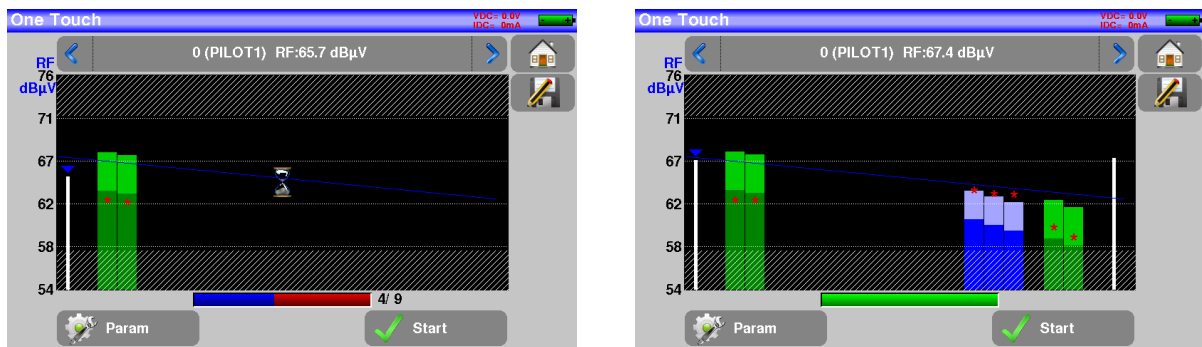 One Touch
VDC= 0.0V
IDC= 0mA
- +
0 (PILOT1) RF:65.7 dBµV
RF
76
dBµV
71
67
62
58
54
4/ 9
Param
Start
One Touch
VDC= 0.0V
IDC= 0mA
- +
0 (PILOT1) RF:67.4 dBµV
RF
76
dBµV
71
67
62
58
54
Param
Start